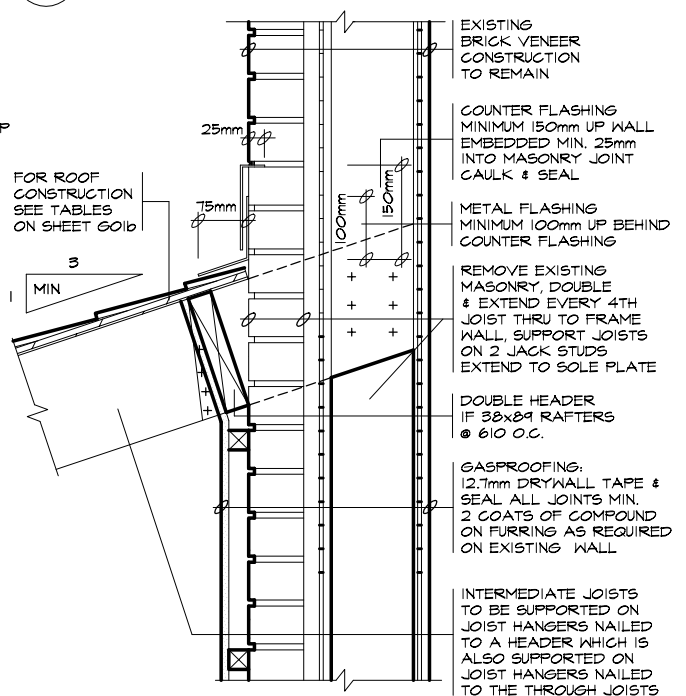 P
25mm
FOR ROOF
CONSTRUCTION
SEE TABLES
ON SHEET G01b
75mm
3
1
MIN
100mm
150mm
EXISTING
BRICK VENEER
CONSTRUCTION
TO REMAIN
COUNTER FLASHING
MINIMUM 150mm UP WALL
EMBEDDED MIN. 25mm
INTO MASONRY JOINT
CAULK & SEAL
METAL FLASHING
MINIMUM 100mm UP BEHIND
COUNTER FLASHING
REMOVE EXISTING
MASONRY, DOUBLE
& EXTEND EVERY 4TH
JOIST THRU TO FRAME
WALL, SUPPORT JOISTS
ON 2 JACK STUDS
EXTEND TO SOLE PLATE
DOUBLE HEADER
IF 38x89 RAFTERS
@ 610 O.C.
GASPROOFING:
12.7mm DRYWALL TAPE &
SEAL ALL JOINTS MIN.
2 COATS OF COMPOUND
ON FURRING AS REQUIRED
ON EXISTING WALL
INTERMEDIATE JOISTS
TO BE SUPPORTED ON
JOIST HANGERS NAILED
TO A HEADER WHICH IS
ALSO SUPPORTED ON
JOIST HANGERS NAILED
TO THE THROUGH JOISTS